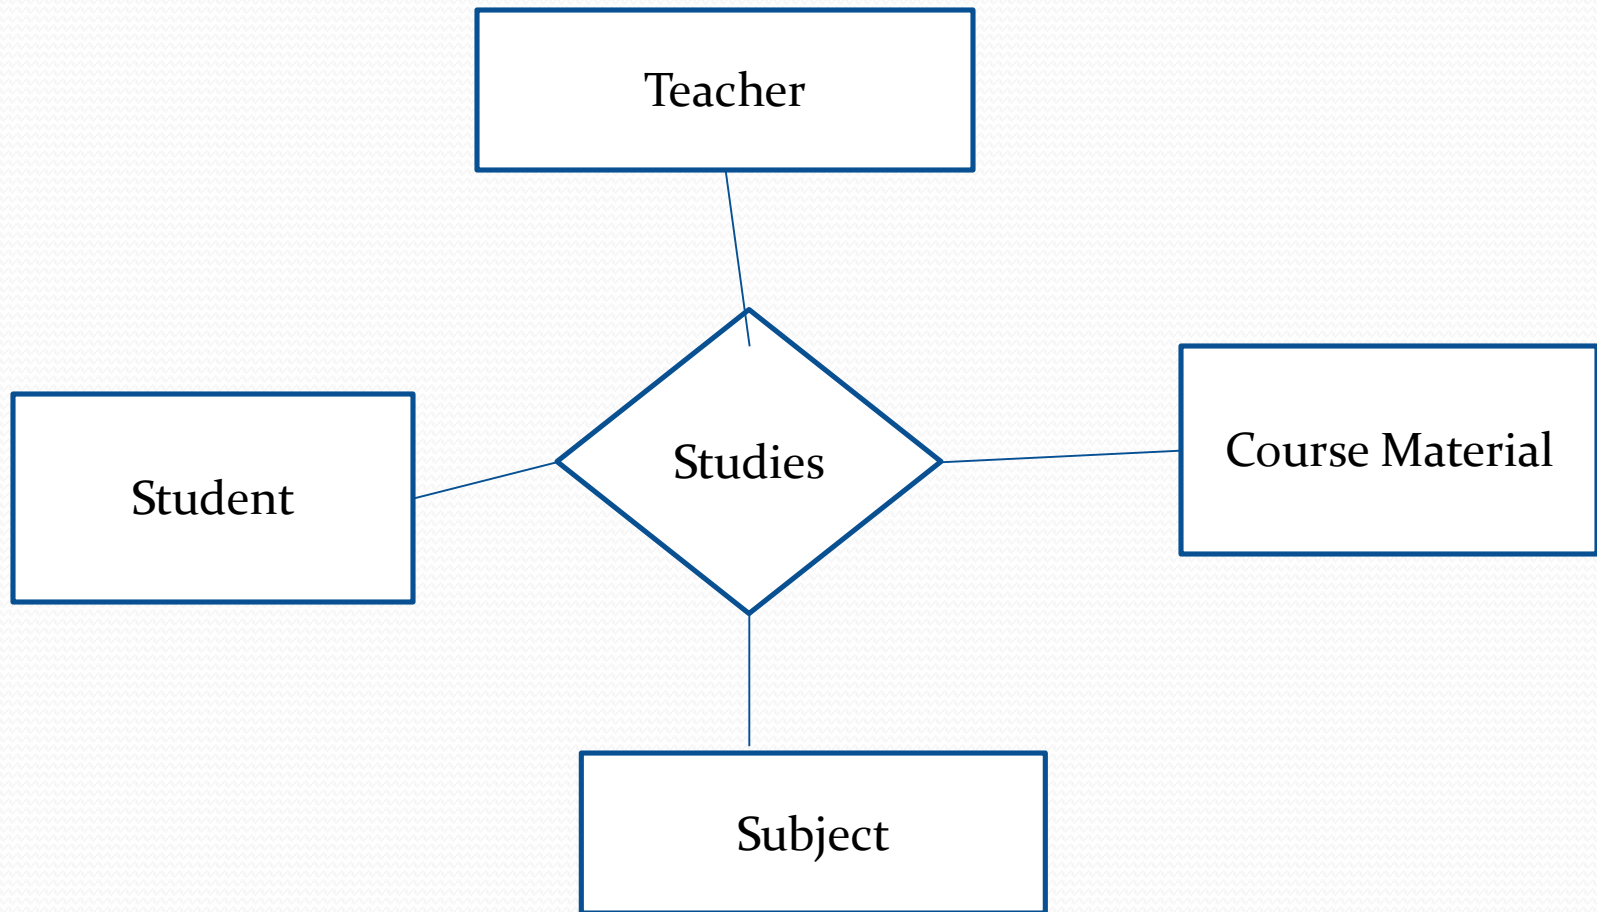 Teacher
Student
Studies
Course Material
Subject